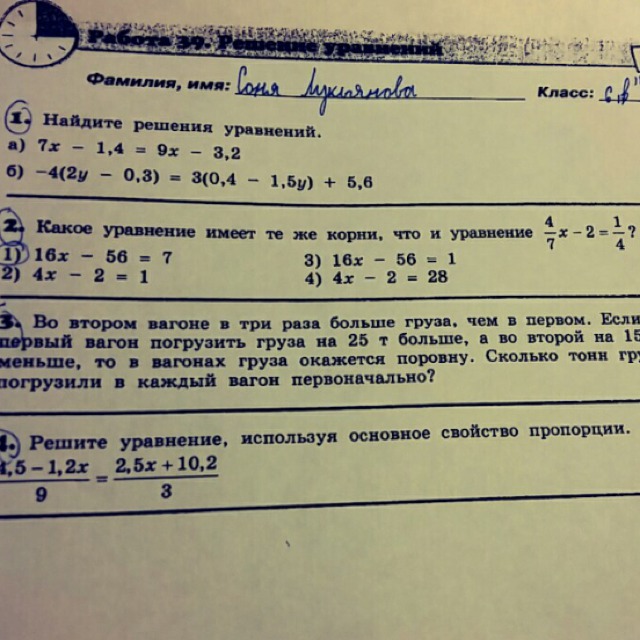 Работа 39. Решение уравнений
Фамилия, имя: Соня Лукьянова Класс: 6 "в"
1. Найдите решения уравнений.
а) 7x − 1,4 = 9x − 3,2
б) −4(2y − 0,3) = 3(0,4 − 1,5y) + 5,6
2. Какое уравнение имеет те же корни, что и уравнение 4/7 x − 2 = 1/4?
1) 16x − 56 = 7 3) 16x − 56 = 1
2) 4x − 2 = 1 4) 4x − 2 = 28
3. Во втором вагоне в три раза больше груза, чем в первом. Если
первый вагон погрузить груза на 25 т больше, а во второй на 15
меньше, то в вагонах груза окажется поровну. Сколько тонн гру
погрузили в каждый вагон первоначально?
4. Решите уравнение, используя основное свойство пропорции.
,5 − 1,2x / 9 = 2,5x + 10,2 / 3